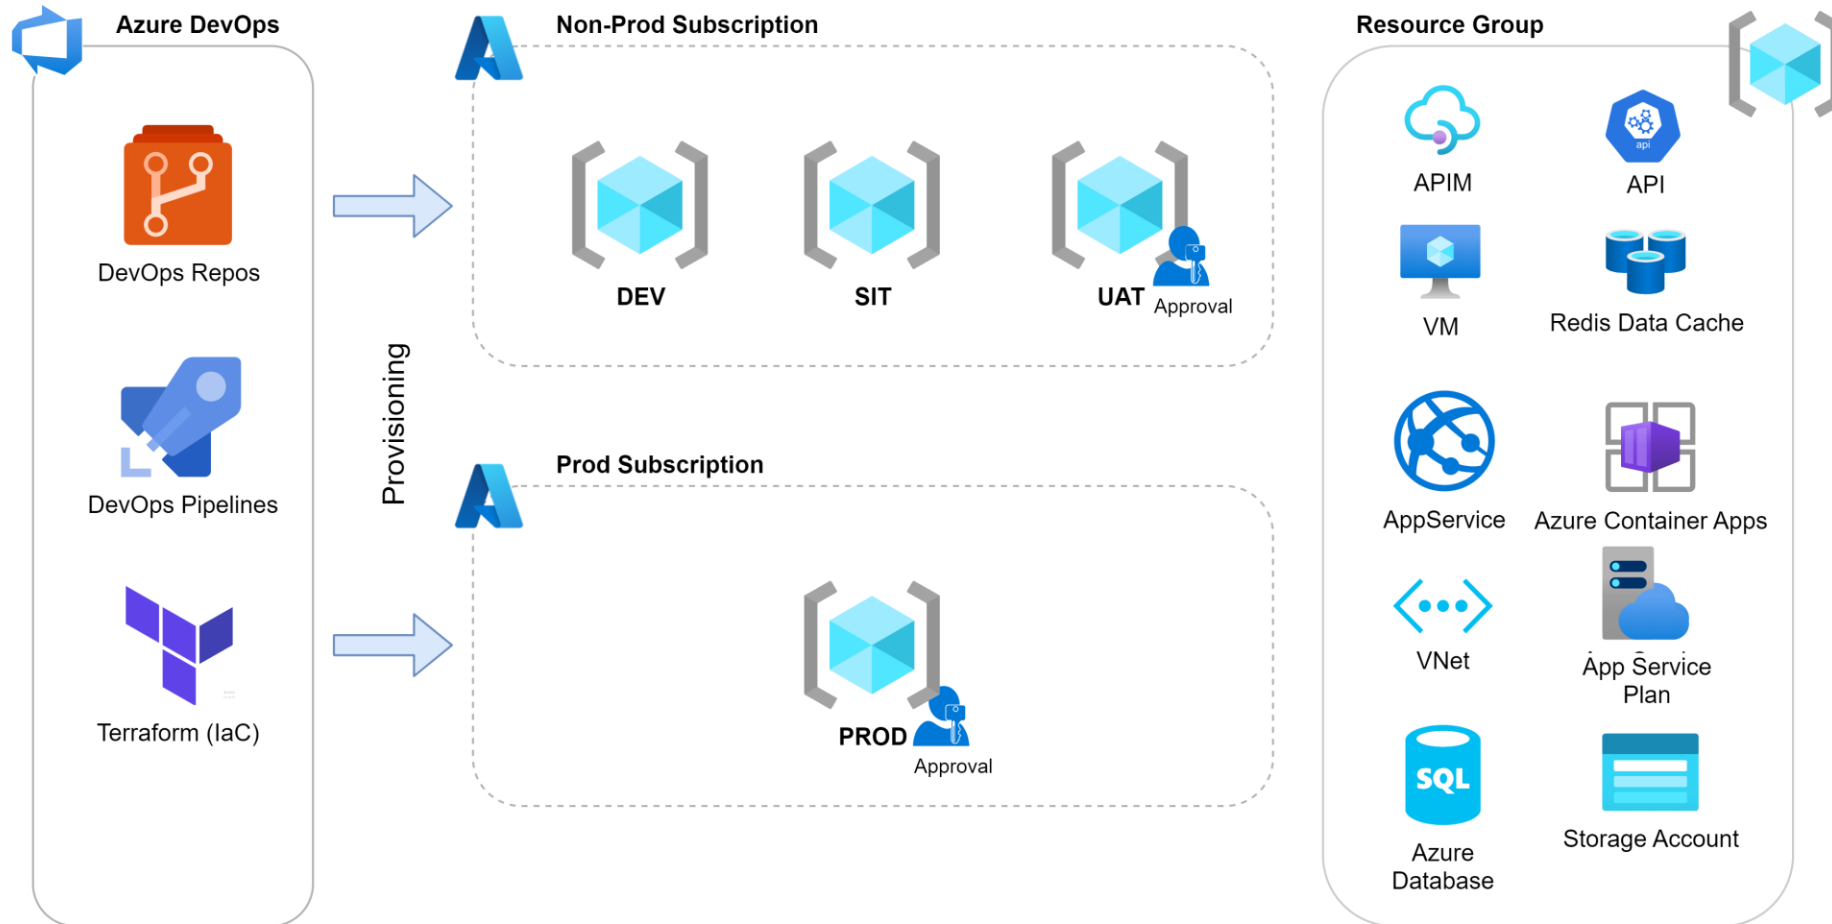 Azure DevOps
DevOps Repos
DevOps Pipelines
Terraform (IaC)
Provisioning
Non-Prod Subscription
DEV
SIT
UAT
Approval
Prod Subscription
PROD
Approval
Resource Group
APIM
api
API
VM
Redis Data Cache
AppService
Azure Container Apps
VNet
App Service
Plan
SQL
Azure
Database
Storage Account